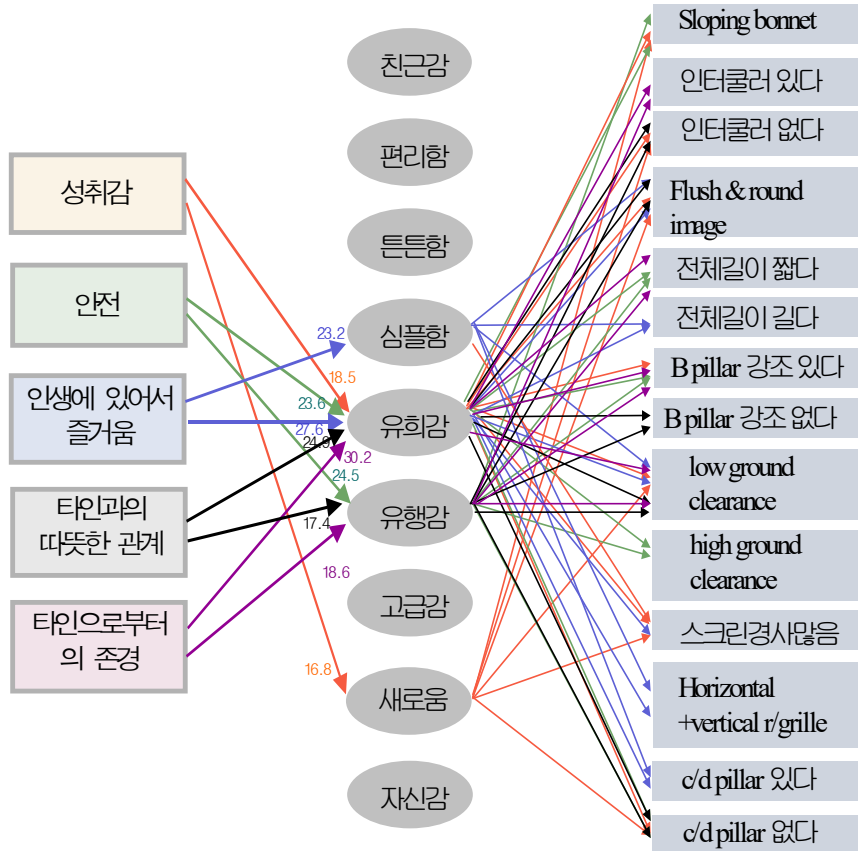 성취감
안전
인생에 있어서
즐거움
타인과의
따뜻한 관계
타인으로부터
의 존경
23.2
18.5
23.6
27.6
24.9
30.2
24.5
17.4
18.6
16.8
친근감
편리함
튼튼함
심플함
유희감
유행감
고급감
새로움
자신감
Sloping bonnet
인터쿨러 있다
인터쿨러 없다
Flush & round
image
전체길이 짧다
전체길이 길다
B pillar 강조 있다
B pillar 강조 없다
low ground
clearance
high ground
clearance
스크린경사많음
Horizontal
+vertical r/grille
c/d pillar 있다
c/d pillar 없다